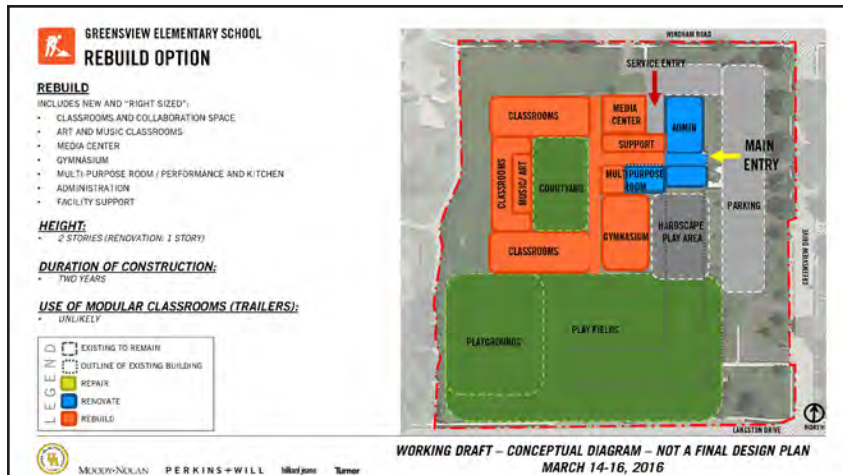 GREENSVIEW ELEMENTARY SCHOOL
REBUILD OPTION
REBUILD
INCLUDES NEW AND "RIGHT SIZED":
• CLASSROOMS AND COLLABORATION SPACE
• ART AND MUSIC CLASSROOMS
• MEDIA CENTER
• GYMNASIUM
• MULTI-PURPOSE ROOM / PERFORMANCE AND KITCHEN
• ADMINISTRATION
• FACILITY SUPPORT
HEIGHT:
• 2 STORIES (RENOVATION: 1 STORY)
DURATION OF CONSTRUCTION:
• TWO YEARS
USE OF MODULAR CLASSROOMS (TRAILERS):
• UNLIKELY
LEGEND
EXISTING TO REMAIN
OUTLINE OF EXISTING BUILDING
REPAIR
RENOVATE
REBUILD
WINDHAM ROAD
SERVICE ENTRY
CLASSROOMS
MEDIA
CENTER
ADMIN
SUPPORT
MAIN
ENTRY
CLASSROOMS
MUSIC/ ART
COURTYARD
MULTIPURPOSE
ROOM
PARKING
GYMNASIUM
HARDSCAPE
PLAY AREA
CLASSROOMS
GREENSVIEW DRIVE
PLAYGROUNDS
PLAY FIELDS
LANGSTON DRIVE
NORTH
MOODY•NOLAN PERKINS+WILL Turner
WORKING DRAFT – CONCEPTUAL DIAGRAM – NOT A FINAL DESIGN PLAN
MARCH 14-16, 2016